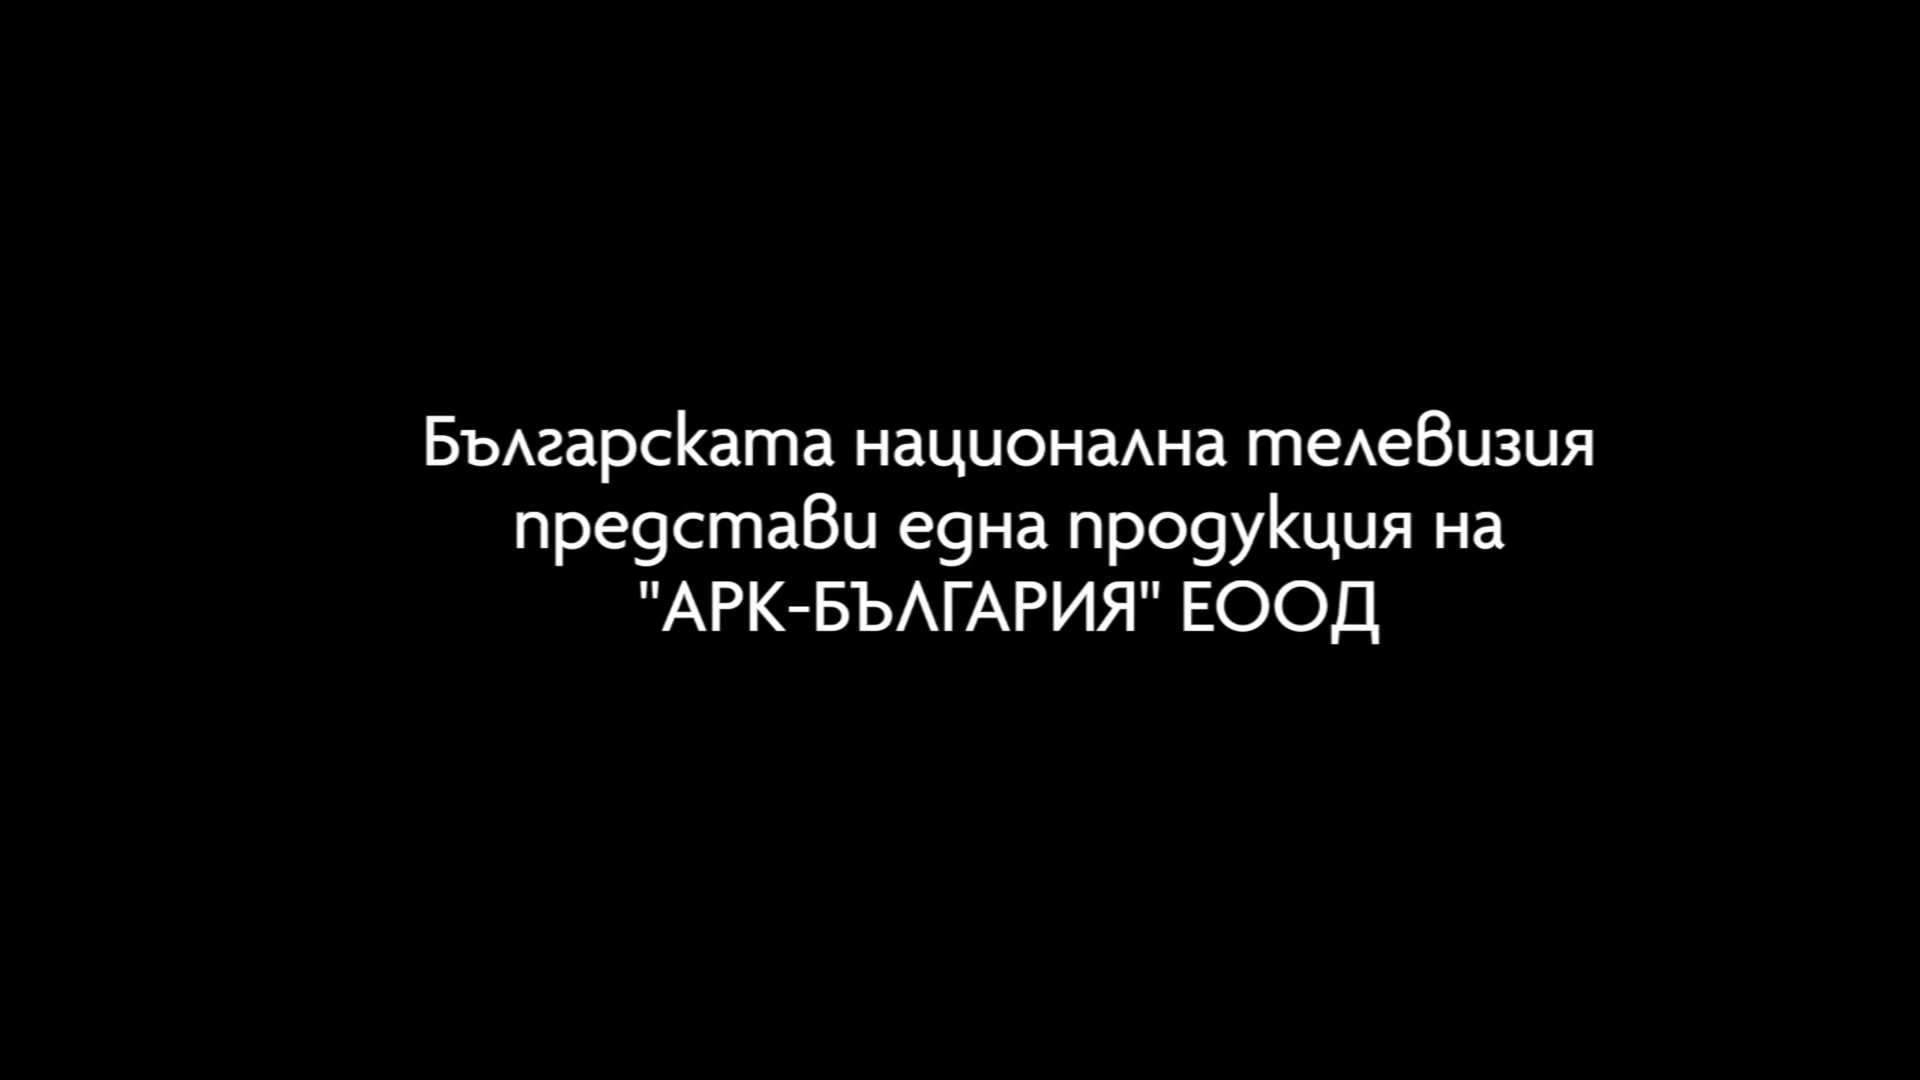 Българската национална телевизия
представи една продукция на
"АРК-БЪЛГАРИЯ" ЕООД